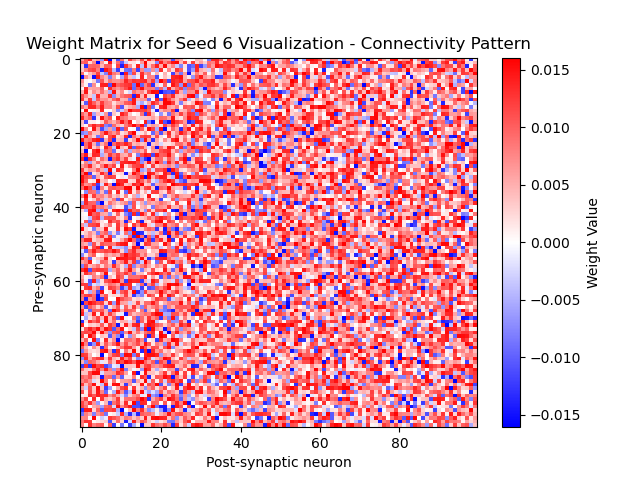 Weight Matrix for Seed 6 Visualization - Connectivity Pattern
0
20
40
60
80
Pre-synaptic neuron
0 20 40 60 80
Post-synaptic neuron
0.015
0.010
0.005
0.000
−0.005
−0.010
−0.015
Weight Value